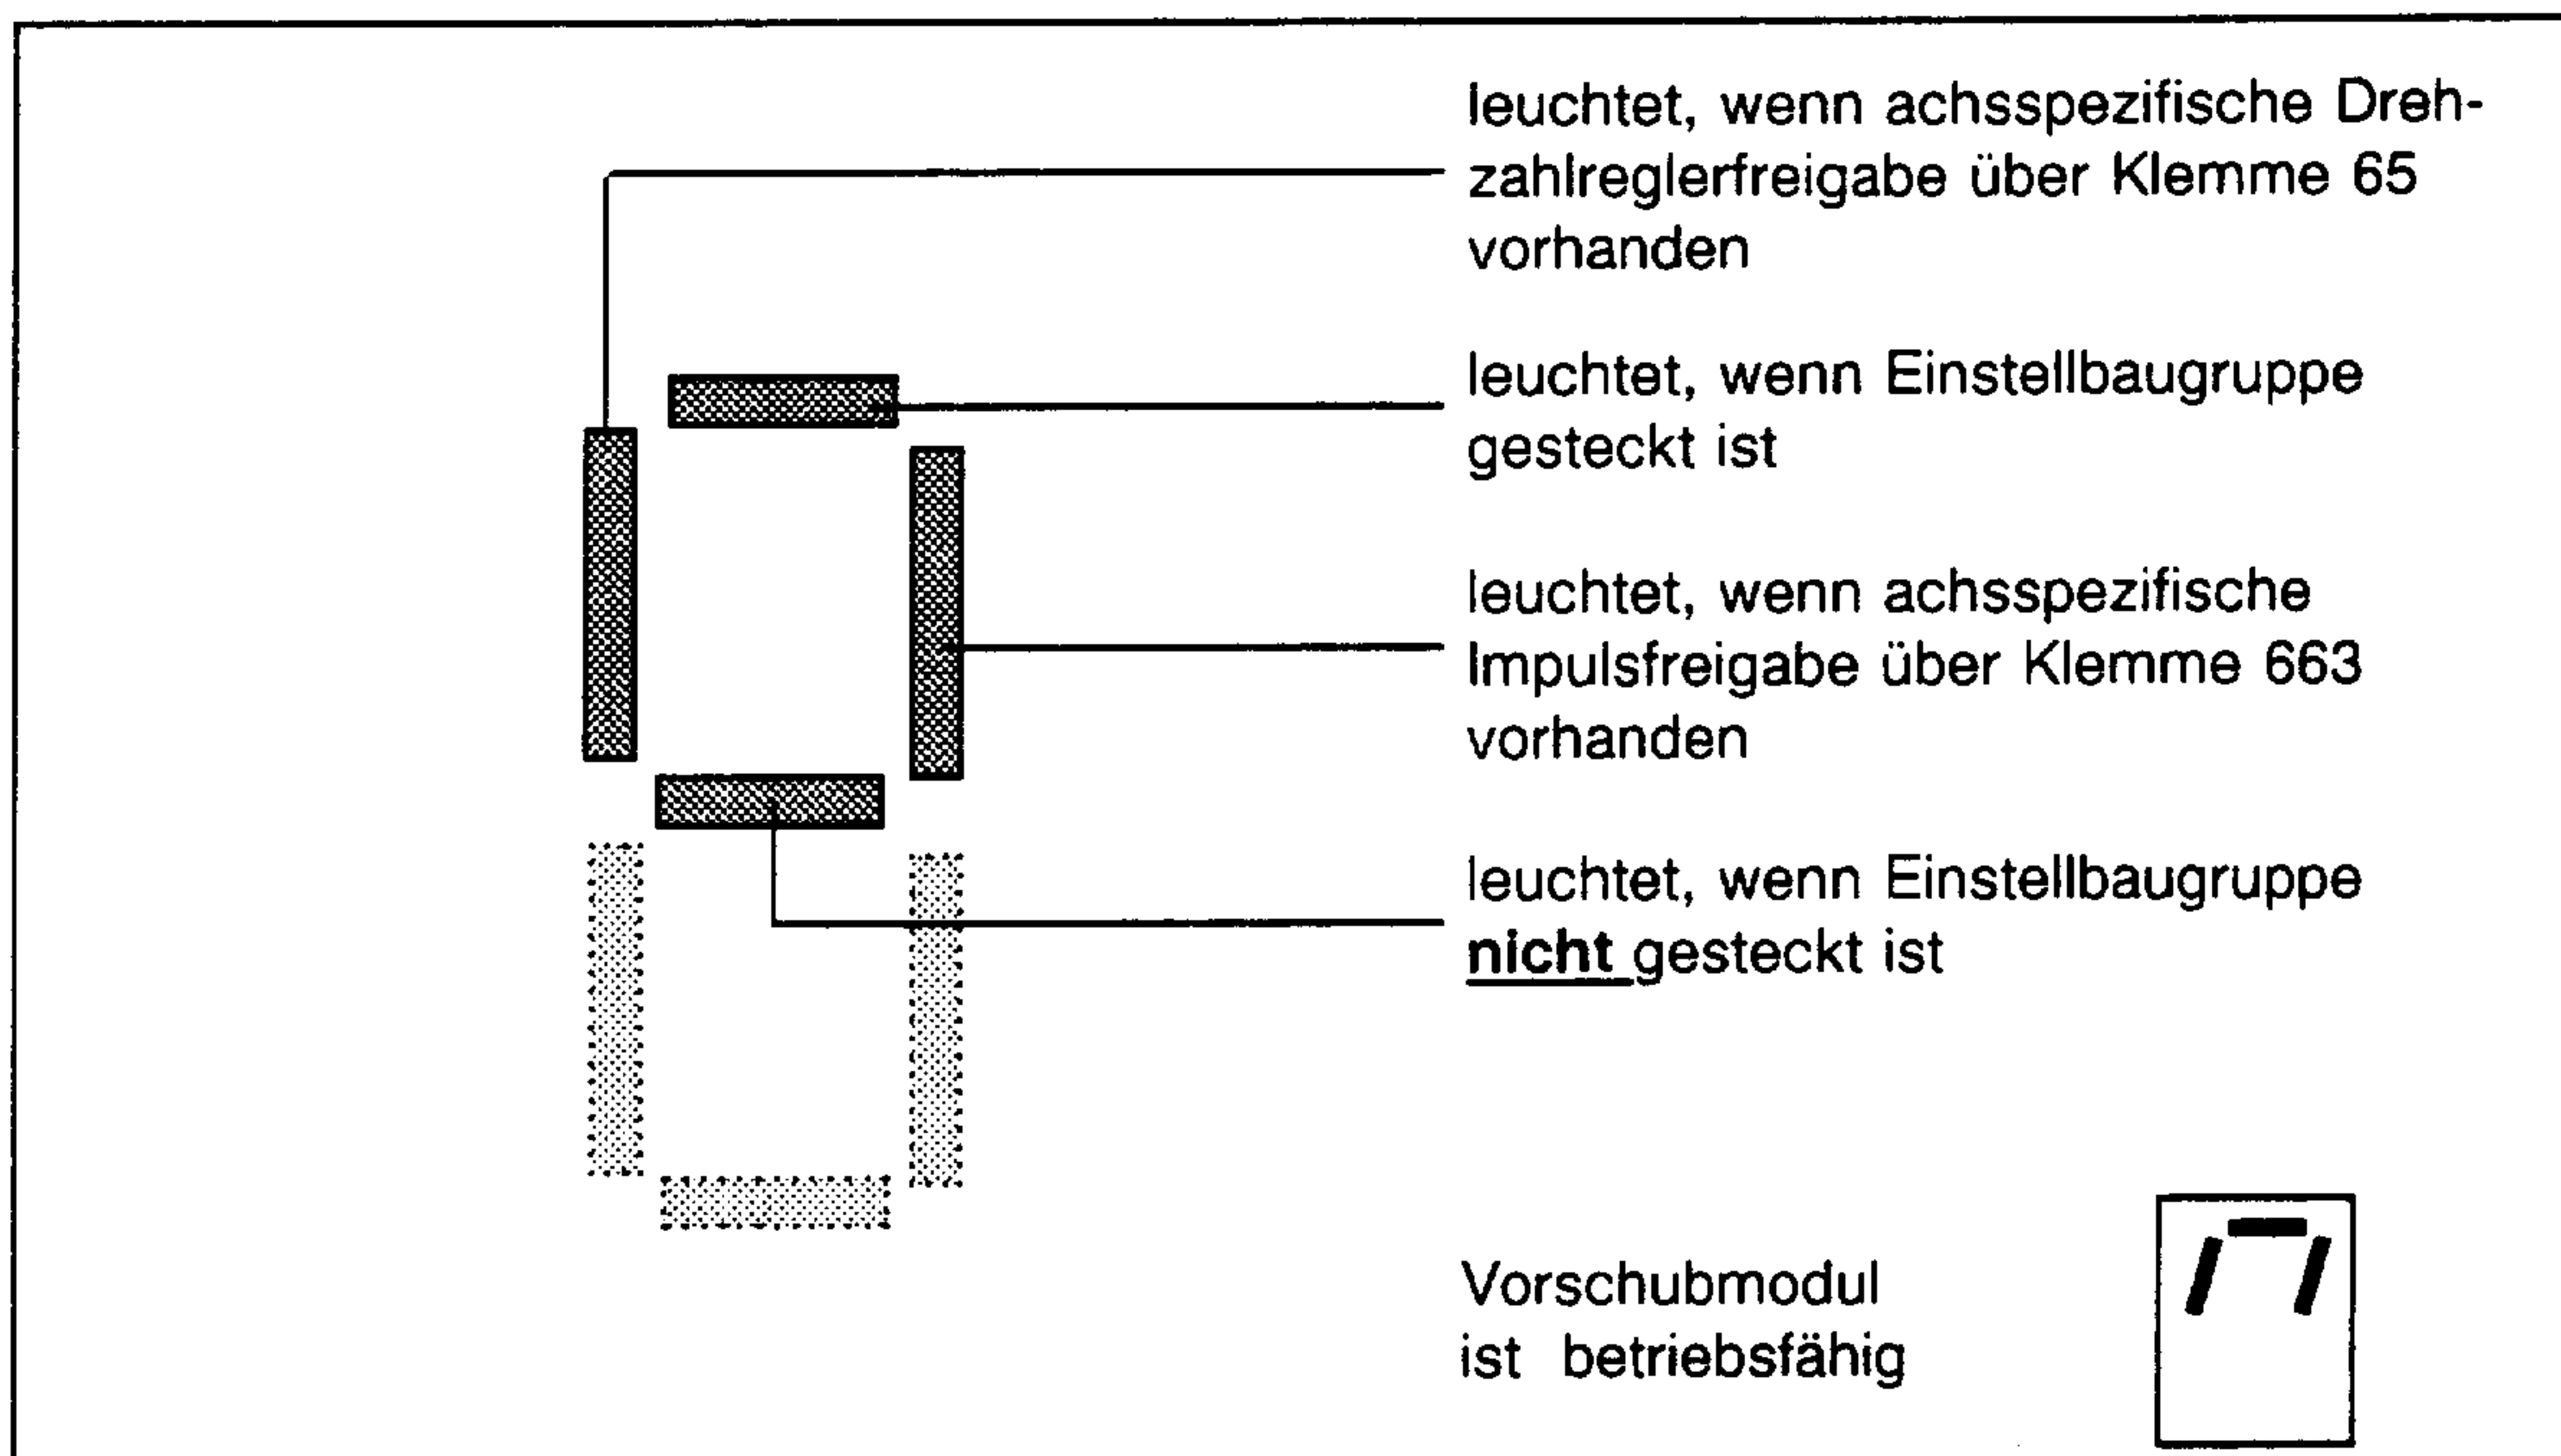 leuchtet, wenn achsspezifische Dreh-
zahlreglerfreigabe über Klemme 65
vorhanden
leuchtet, wenn Einstellbaugruppe
gesteckt ist
leuchtet, wenn achsspezifische
Impulsfreigabe über Klemme 663
vorhanden
leuchtet, wenn Einstellbaugruppe
nicht gesteckt ist
Vorschubmodul
ist betriebsfähig